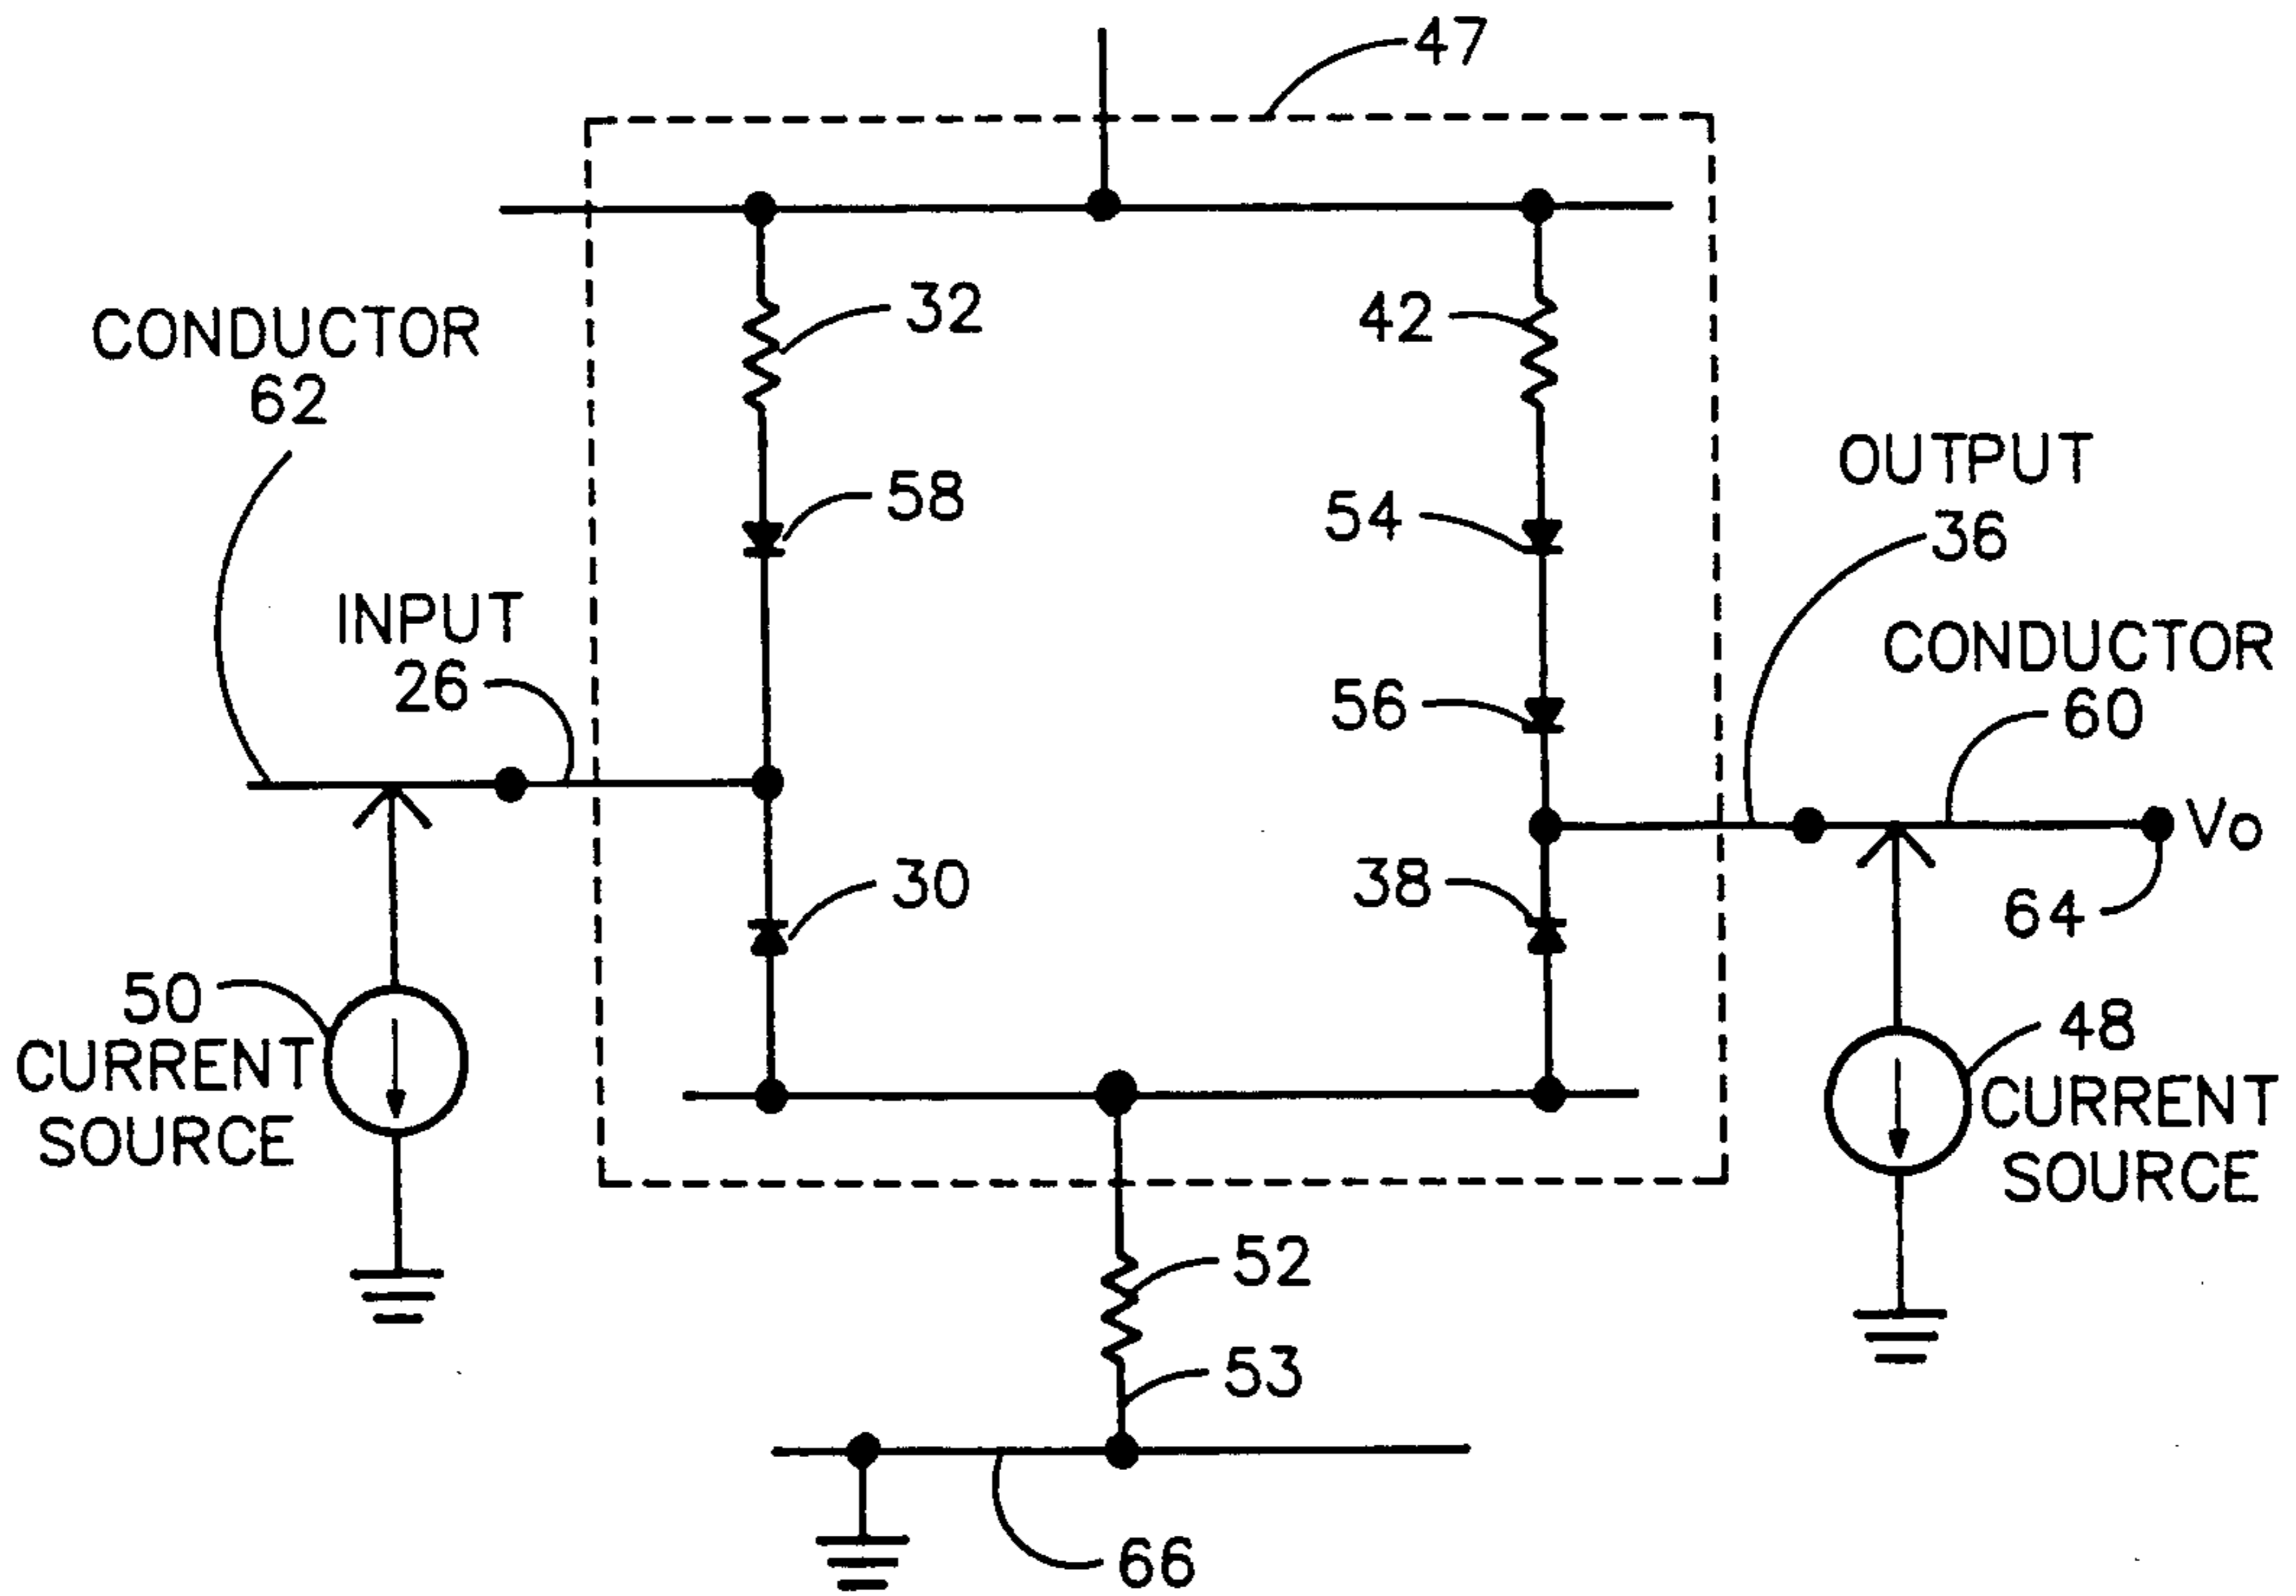 47
CONDUCTOR
62
32
42
58
54
OUTPUT
36
INPUT
26
56
CONDUCTOR
60
Vo
64
30
38
50
CURRENT
SOURCE
48
CURRENT
SOURCE
52
53
66